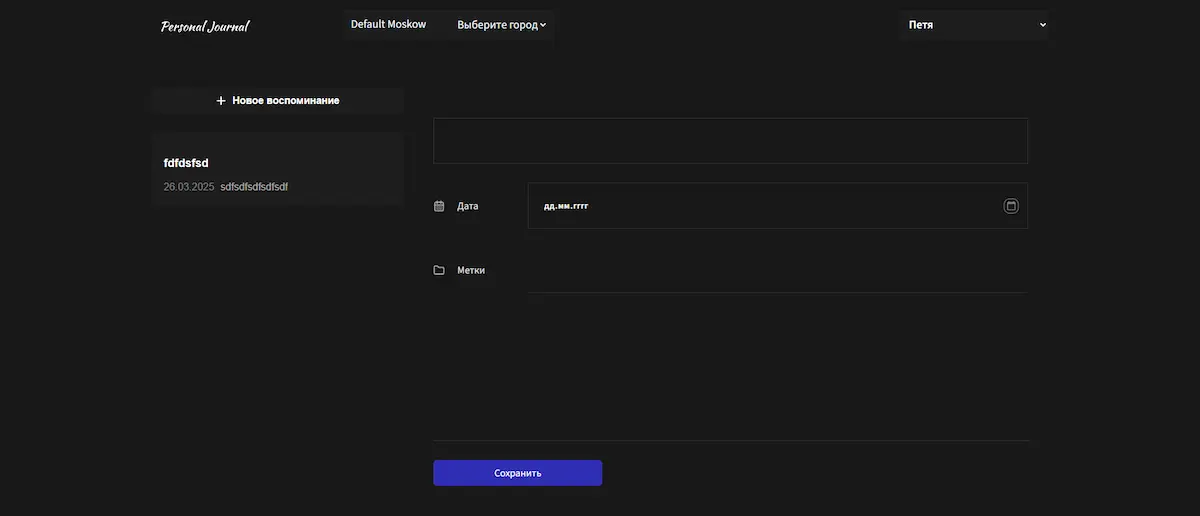 Personal Journal
Default Moskow
Выберите город
Петя
Новое воспоминание
fdfdsfsd
26.03.2025 sdfsdfsdfsdfsdf
Дата
дд.мм.гггг
Метки
Сохранить